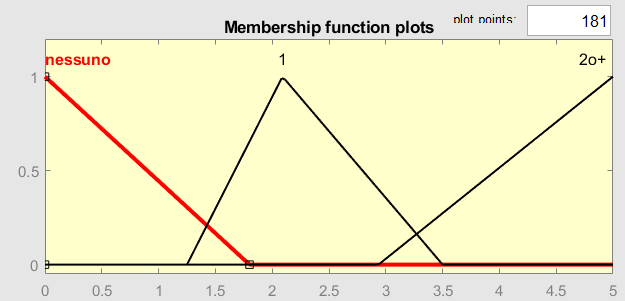 plot points: 181
Membership function plots
nessuno 1 2o+
1
0.5
0
0 0.5 1 1.5 2 2.5 3 3.5 4 4.5 5